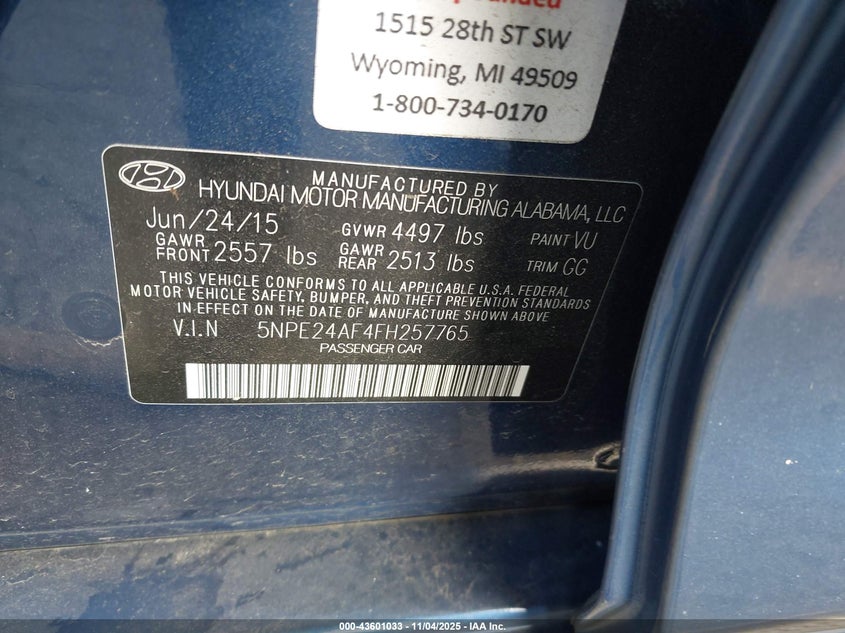 1515 28th ST SW
Wyoming, MI 49509
1-800-734-0170
MANUFACTURED BY
HYUNDAI MOTOR MANUFACTURING ALABAMA, LLC
Jun/24/15 GVWR 4497 lbs PAINT VU
GAWR FRONT 2557 lbs GAWR REAR 2513 lbs TRIM GG
THIS VEHICLE CONFORMS TO ALL APPLICABLE U.S.A. FEDERAL
MOTOR VEHICLE SAFETY, BUMPER, AND THEFT PREVENTION STANDARDS
IN EFFECT ON THE DATE OF MANUFACTURE SHOWN ABOVE
V.I.N 5NPE24AF4FH257765
PASSENGER CAR
000-43601033 - 11/04/2025 - IAA Inc.